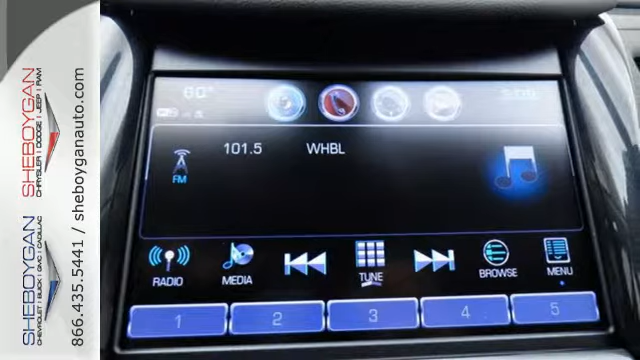 SHEBOYGAN
CHRYSLER | DODGE | JEEP | RAM
SHEBOYGAN
CHEVROLET | BUICK | GMC | CADILLAC
866.435.5441 / sheboyganauto.com
60°
101.5 WHBL
FM
RADIO MEDIA TUNE BROWSE MENU
1 2 3 4 5